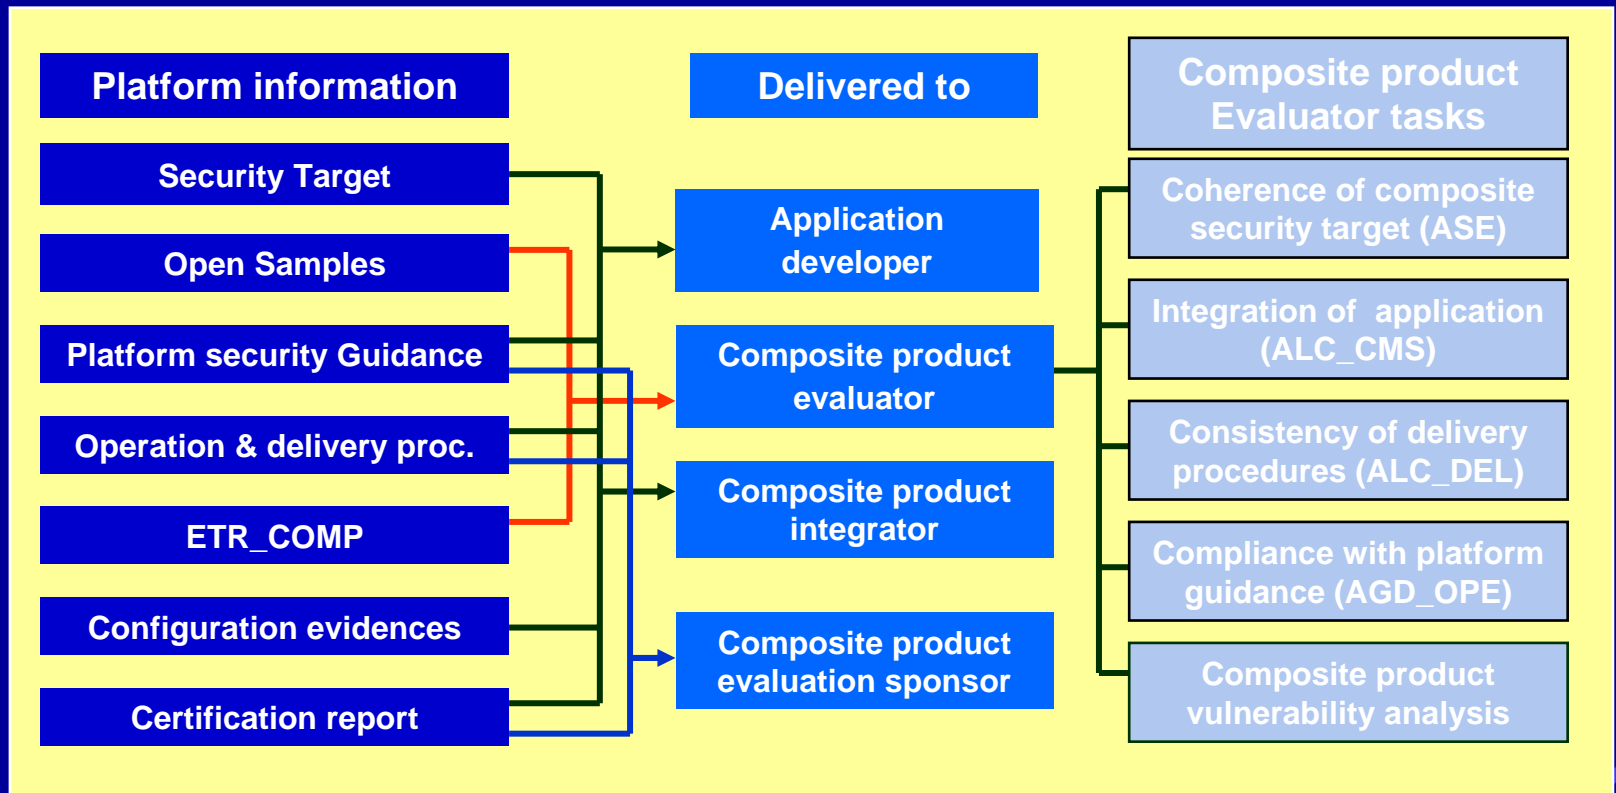 Platform information
Security Target
Open Samples
Platform security Guidance
Operation & delivery proc.
ETR_COMP
Configuration evidences
Certification report
Delivered to
Application
developer
Composite product
evaluator
Composite product
integrator
Composite product
evaluation sponsor
Composite product
Evaluator tasks
Coherence of composite
security target (ASE)
Integration of application
(ALC_CMS)
Consistency of delivery
procedures (ALC_DEL)
Compliance with platform
guidance (AGD_OPE)
Composite product
vulnerability analysis